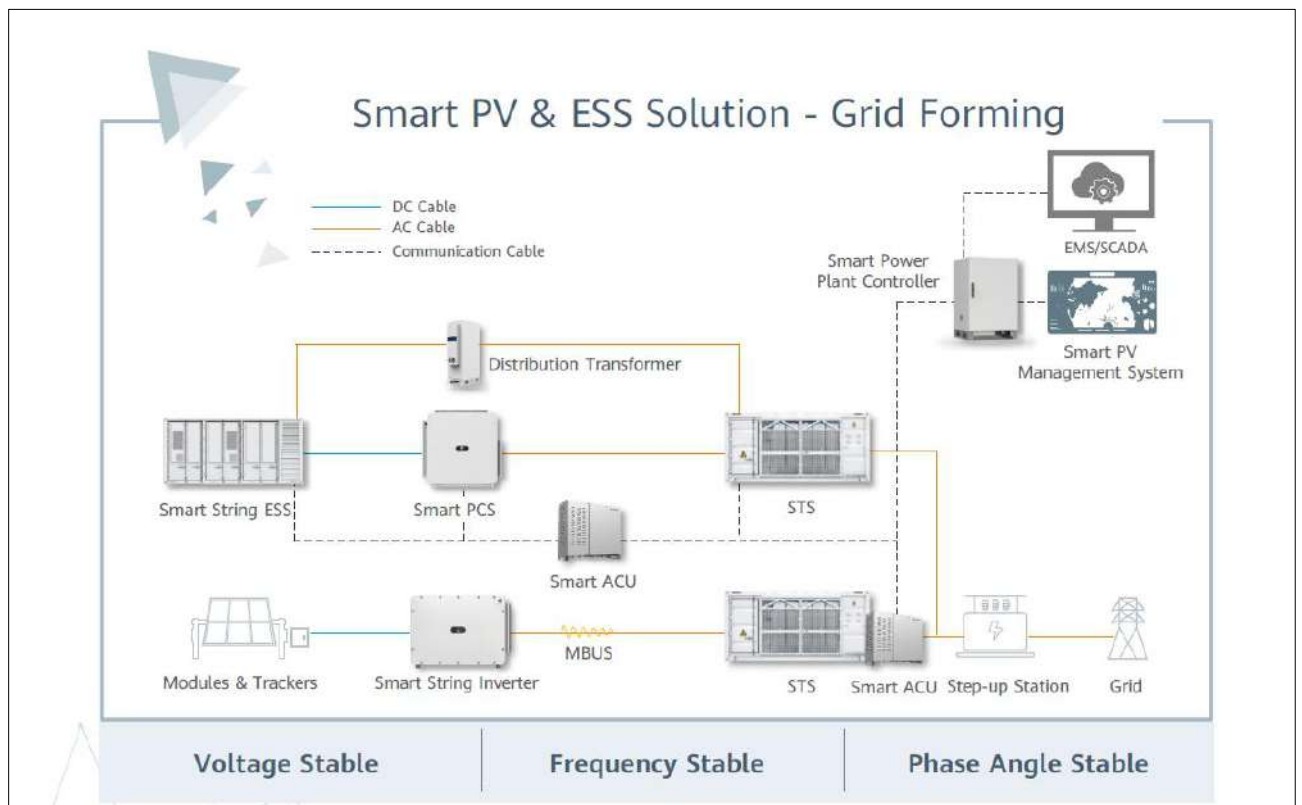 Smart PV & ESS Solution - Grid Forming
DC Cable
AC Cable
Communication Cable
EMS/SCADA
Smart Power
Plant Controller
Smart PV
Management System
Distribution Transformer
Smart String ESS
Smart PCS
STS
Smart ACU
Modules & Trackers
Smart String Inverter
MBUS
STS
Smart ACU
Step-up Station
Grid
Voltage Stable
Frequency Stable
Phase Angle Stable